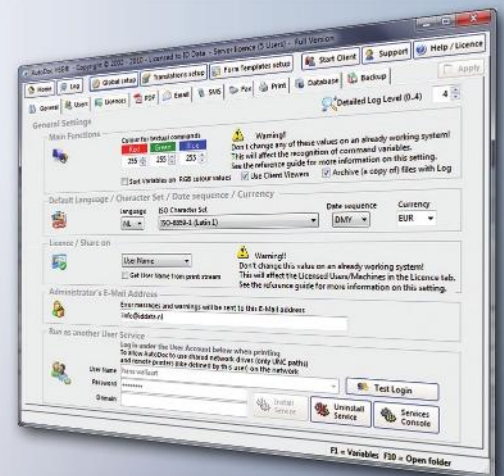 AutoDoc HSE® - Copyright © 2002 - 2010 - Licensed to ID Data - Server licence (5 Users) - Full Version
Home Log Global setup Translations setup Form Templates setup Start Client Support Help / Licence
General Users Licences PDF Email SMS Fax Print Database Backup Apply
General Settings
Detailed Log Level (0..4) 4
Main Functions
Colour for textual commands
Red Green Blue
255 255 255
Sort Variables on RGB colour values
Warning!
Don't change any of these values on an already working system!
This will affect the recognition of command variables.
See the reference guide for more information on this setting.
Use Client Viewers Archive (a copy of) files with Log
Default Language / Character Set / Date sequence / Currency
Language ISO Character Set Date sequence Currency
NL ISO-8859-1 (Latin 1) DMY EUR
Licence / Share on
User Name
Get User Name from print stream
Warning!!
Don't change this value on an already working system!
This will affect the Licensed Users/Machines in the Licence tab.
See the reference guide for more information on this setting.
Administrator's E-Mail Address
Error messages and warnings will be sent to this E-Mail address
info@iddata.nl
Run as another User Service
Log in under the User Account below when printing
To allow AutoDoc to use shared network drives (only UNC paths)
and remote printers (like defined by this user) on the network
User Name
Password ********
Domain
Test Login
Install Service
Uninstall Service
Services Console
F1 = Variables F10 = Open folder